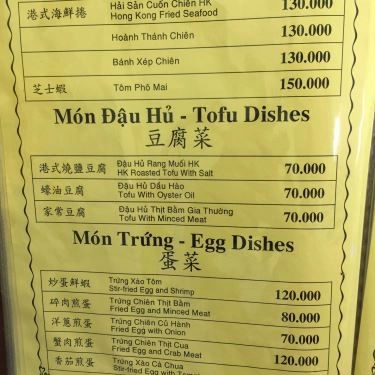 港式海鮮捲 Hải Sản Cuốn Chiên HK 130.000
Hong Kong Fried Seafood
Hoành Thánh Chiên 130.000
Bánh Xếp Chiên 130.000
芝士蝦 Tôm Phô Mai 150.000
Món Đậu Hủ - Tofu Dishes
豆腐菜
港式燒鹽豆腐 Đậu Hủ Rang Muối HK 70.000
HK Roasted Tofu With Salt
蠔油豆腐 Đậu Hủ Dầu Hào 70.000
Tofu With Oyster Oil
家常豆腐 Đậu Hủ Thịt Bằm Gia Thường 70.000
Tofu With Minced Meat
Món Trứng - Egg Dishes
蛋菜
炒蛋鮮蝦 Trứng Xào Tôm 120.000
Stir-fried Egg and Shrimp
碎肉煎蛋 Trứng Chiên Thịt Bằm 80.000
Fried Egg and Minced Meat
洋蔥煎蛋 Trứng Chiên Củ Hành 70.000
Fried Egg with Onion
蟹肉煎蛋 Trứng Chiên Thịt Cua 120.000
Fried Egg and Crab Meat
番茄煎蛋 Trứng Xào Cà Chua
Stir-fried Egg with